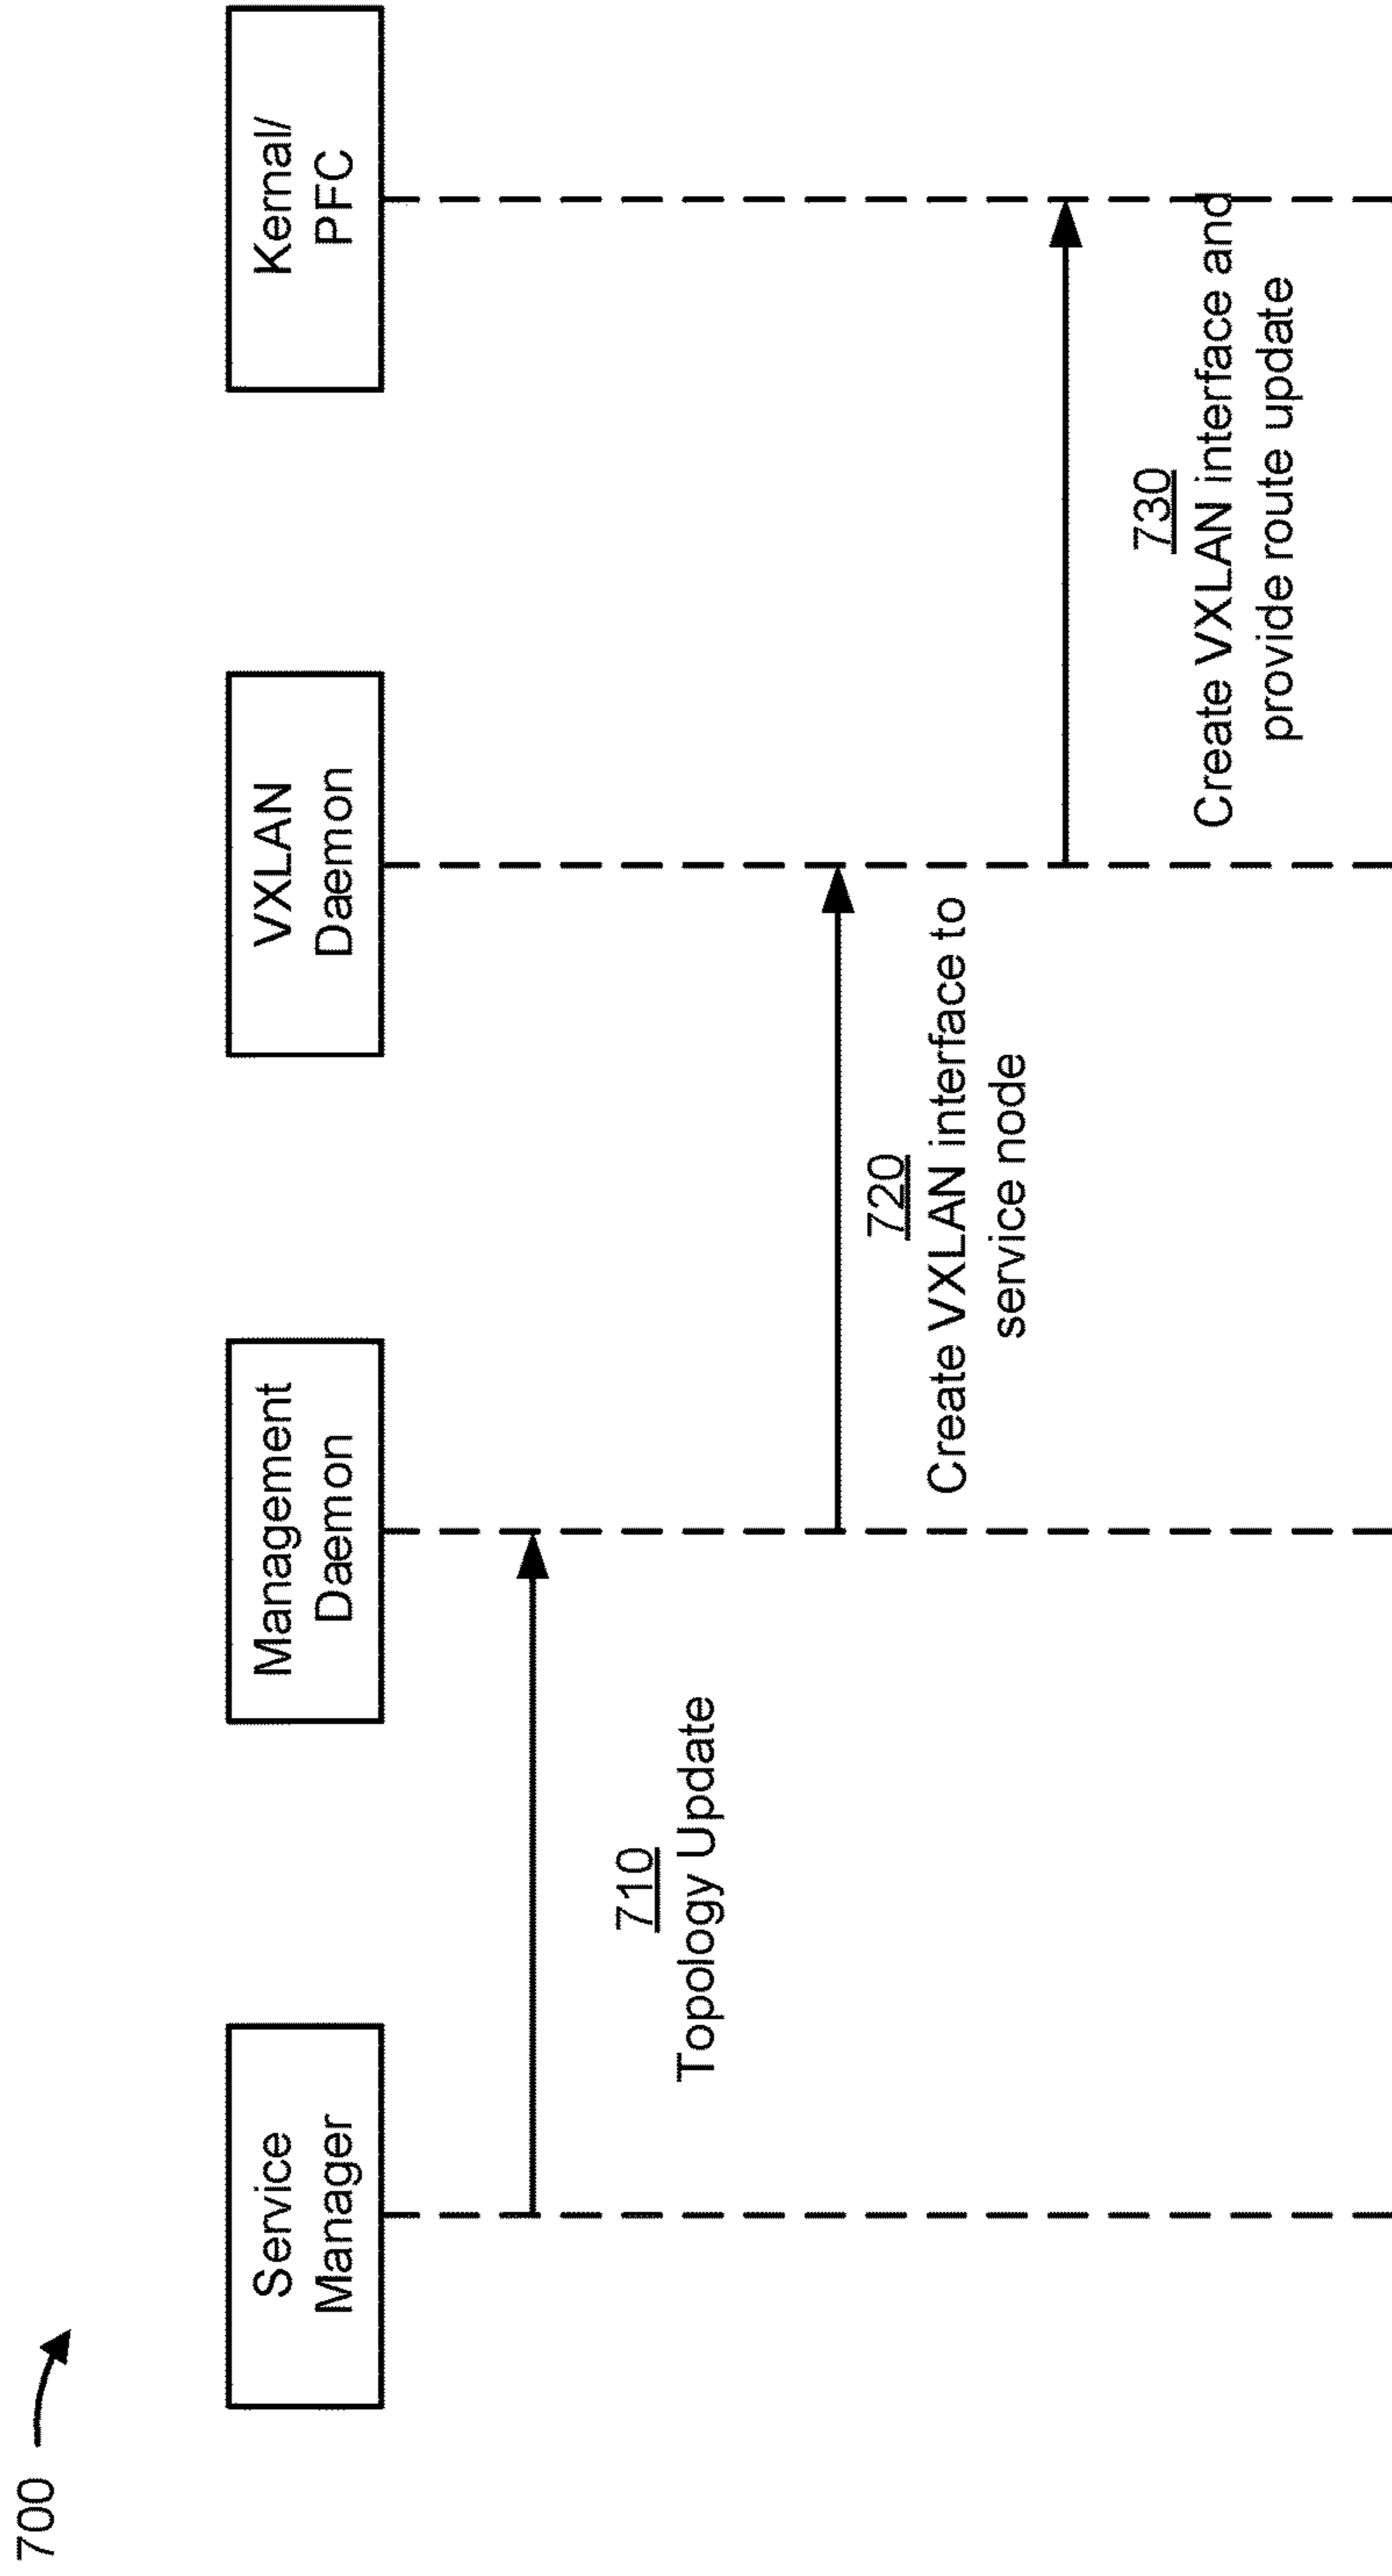 700
Service
Manager
Management
Daemon
VXLAN
Daemon
Kernal/
PFC
710
Topology Update
720
Create VXLAN interface to
service node
730
Create VXLAN interface and
provide route update